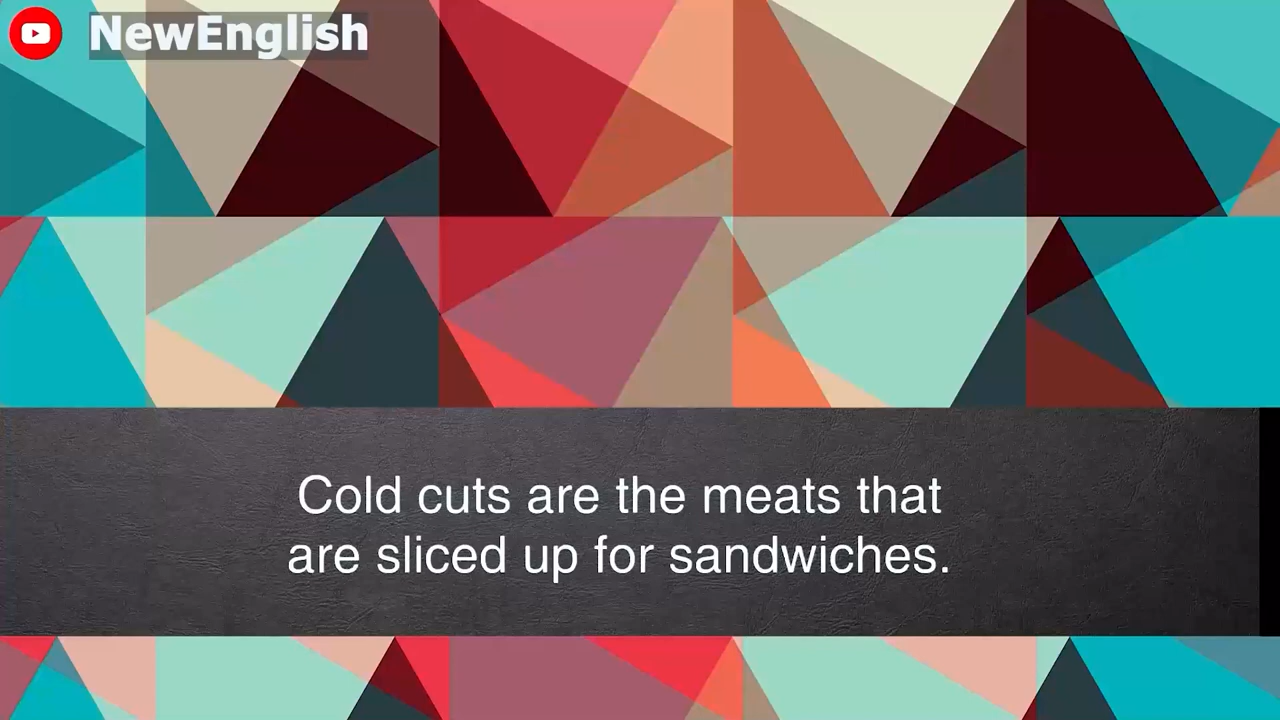 NewEnglish
Cold cuts are the meats that
are sliced up for sandwiches.